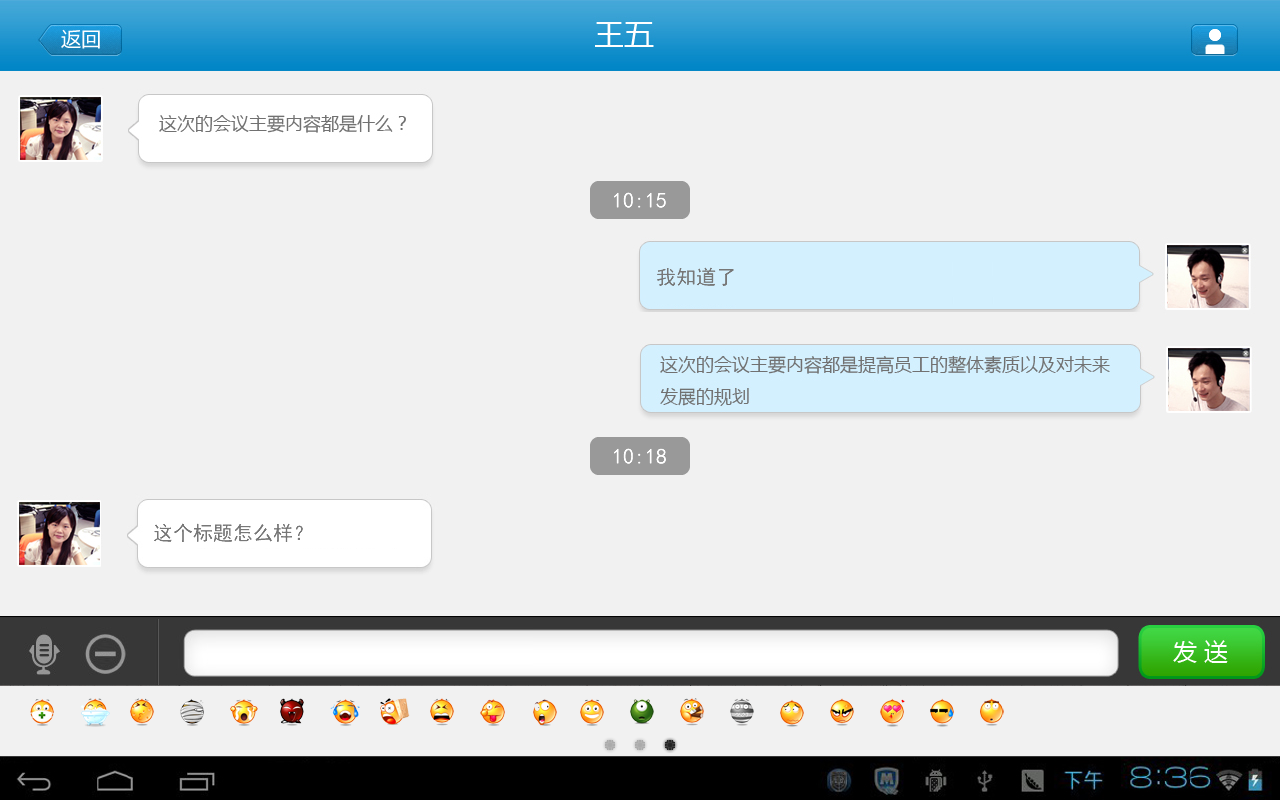 返回
王五
这次的会议主要内容都是什么？
10:15
我知道了
这次的会议主要内容都是提高员工的整体素质以及对未来
发展的规划
10:18
这个标题怎么样?
发送
下午 8:36